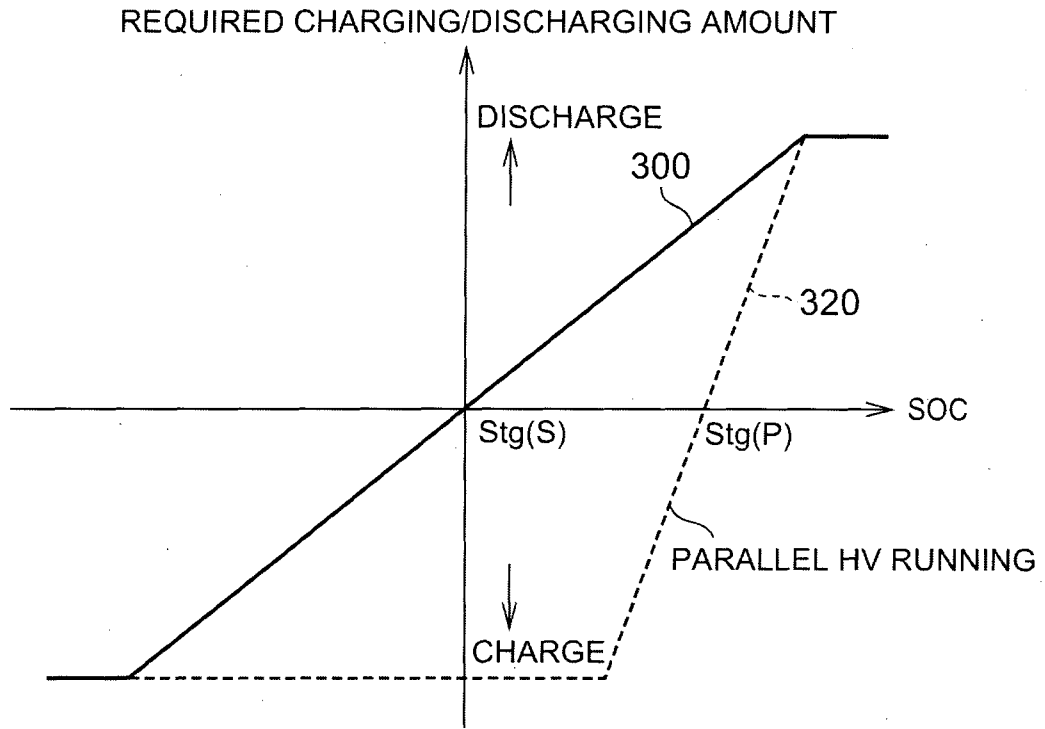 REQUIRED CHARGING/DISCHARGING AMOUNT
DISCHARGE
300
320
SOC
Stg(S)
Stg(P)
PARALLEL HV RUNNING
CHARGE